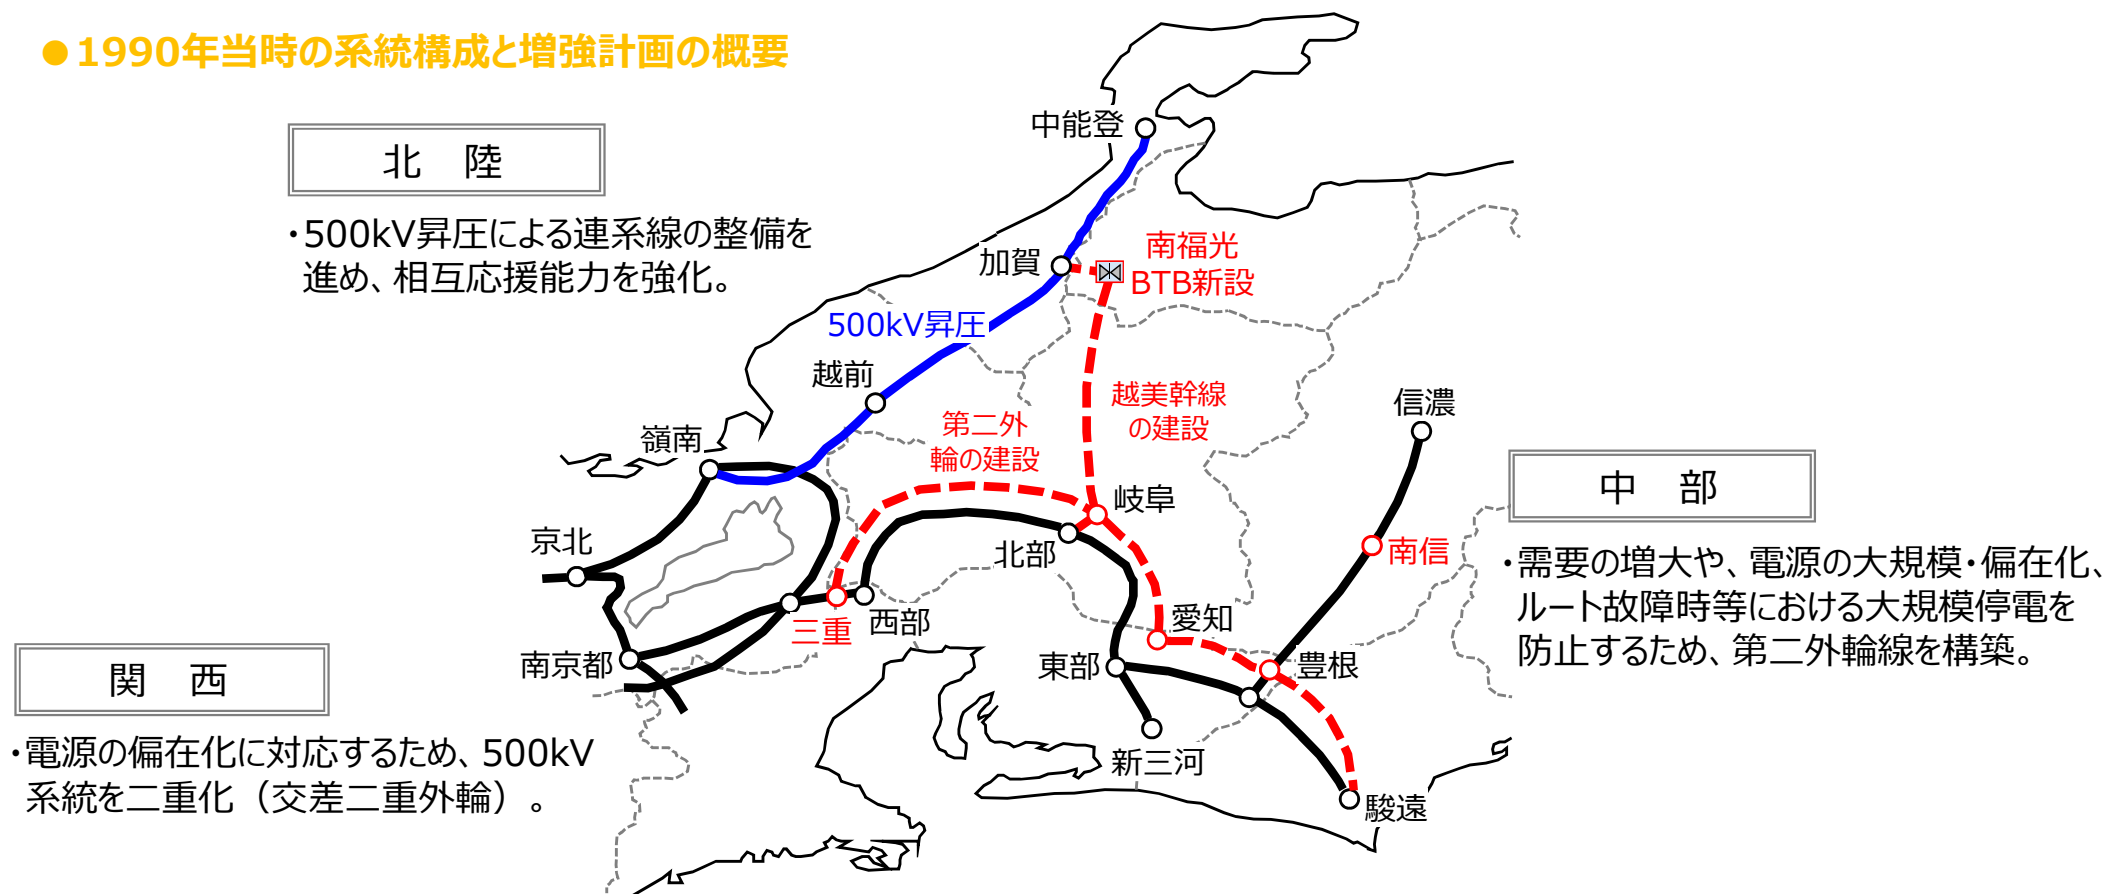 ●1990年当時の系統構成と増強計画の概要
北　陸
・500kV昇圧による連系線の整備を
進め、相互応援能力を強化。
中能登
加賀
南福光
BTB新設
500kV昇圧
越前
越美幹線
の建設
第二外
輪の建設
信濃
嶺南
岐阜
京北
北部
南信
中　部
・需要の増大や、電源の大規模・偏在化、
ルート故障時等における大規模停電を
防止するため、第二外輪線を構築。
三重
西部
愛知
南京都
東部
豊根
関　西
・電源の偏在化に対応するため、500kV
系統を二重化（交差二重外輪）。
新三河
駿遠